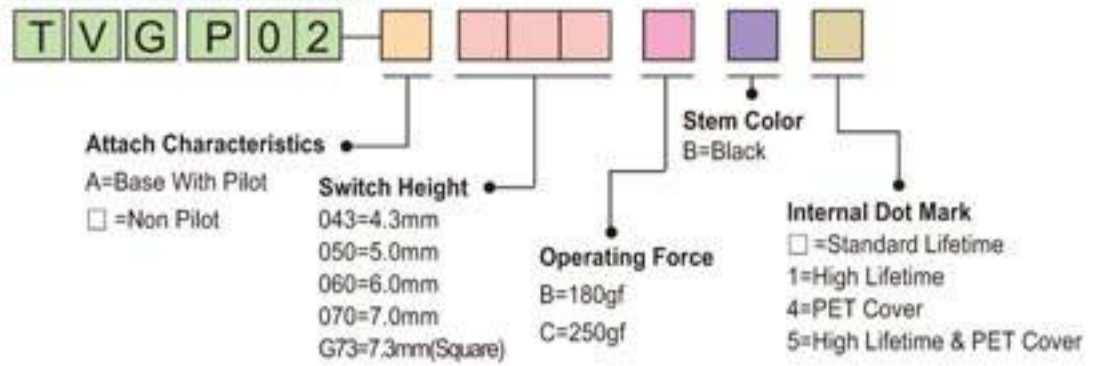 TVGP02-
Attach Characteristics
A=Base With Pilot
□ =Non Pilot
Switch Height
043=4.3mm
050=5.0mm
060=6.0mm
070=7.0mm
G73=7.3mm(Square)
Operating Force
B=180gf
C=250gf
Stem Color
B=Black
Internal Dot Mark
□ =Standard Lifetime
1=High Lifetime
4=PET Cover
5=High Lifetime & PET Cover